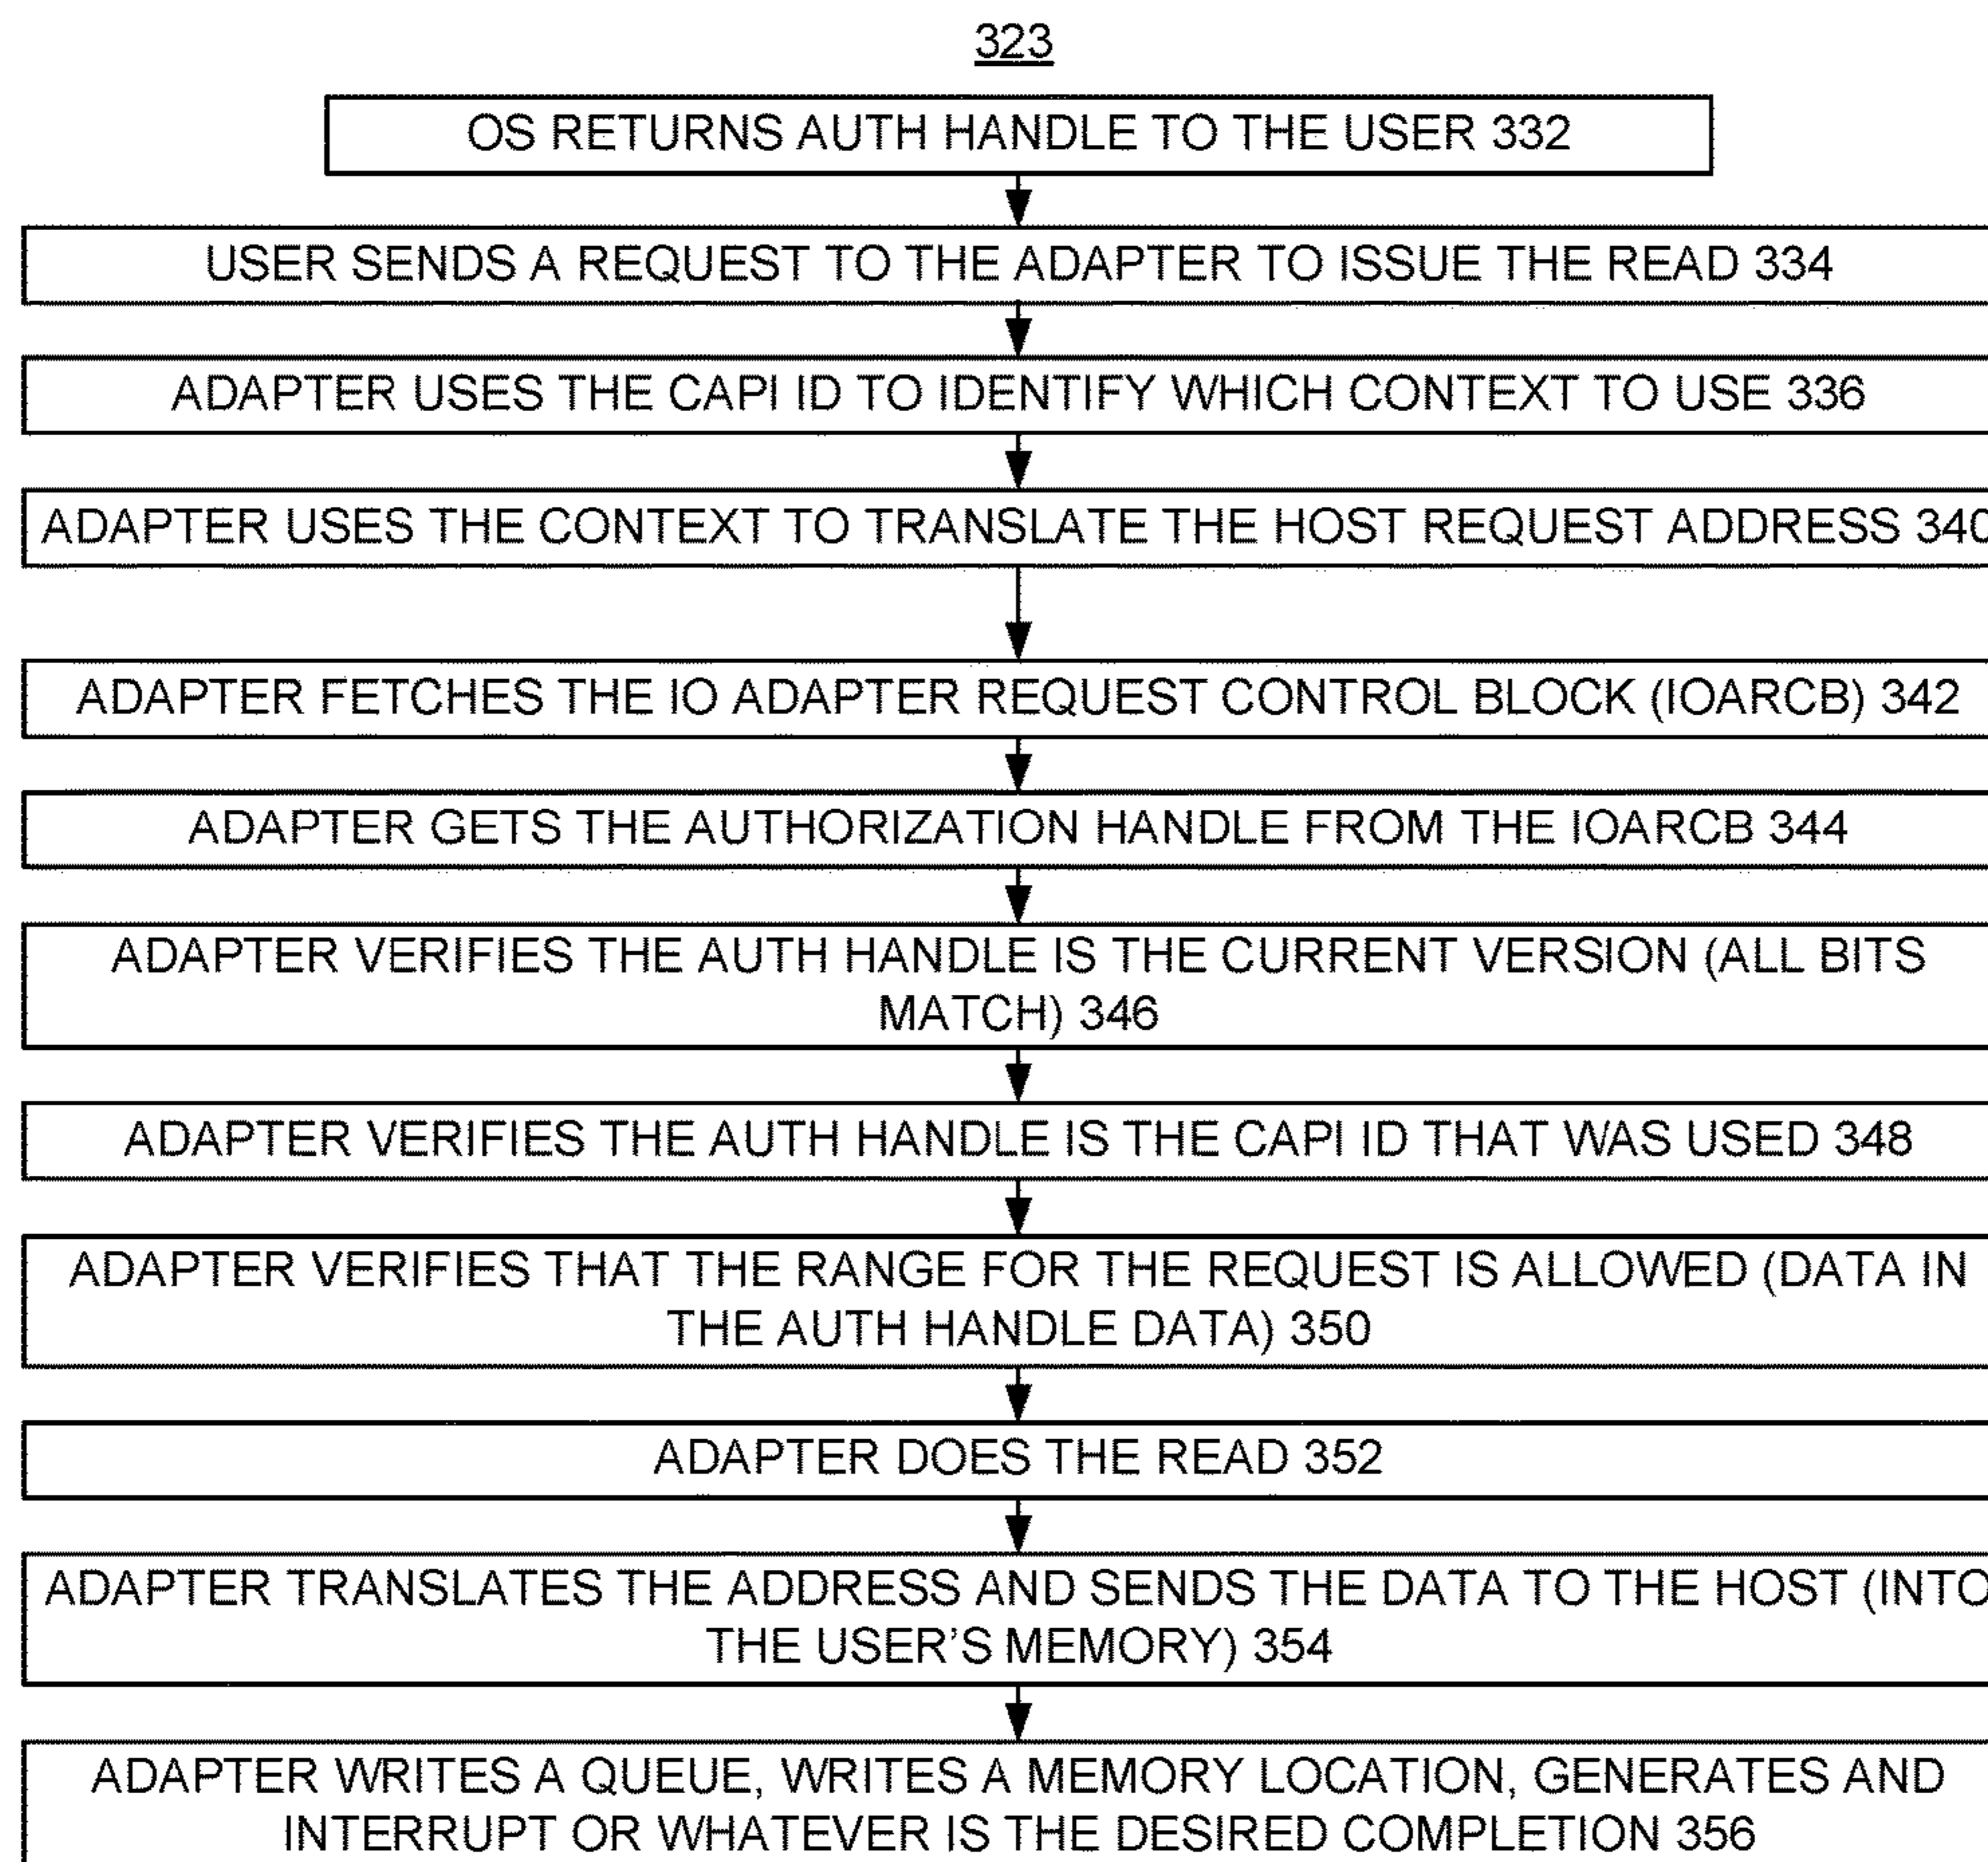 323
OS RETURNS AUTH HANDLE TO THE USER 332
USER SENDS A REQUEST TO THE ADAPTER TO ISSUE THE READ 334
ADAPTER USES THE CAPI ID TO IDENTIFY WHICH CONTEXT TO USE 336
ADAPTER USES THE CONTEXT TO TRANSLATE THE HOST REQUEST ADDRESS 340
ADAPTER FETCHES THE IO ADAPTER REQUEST CONTROL BLOCK (IOARCB) 342
ADAPTER GETS THE AUTHORIZATION HANDLE FROM THE IOARCB 344
ADAPTER VERIFIES THE AUTH HANDLE IS THE CURRENT VERSION (ALL BITS
MATCH) 346
ADAPTER VERIFIES THE AUTH HANDLE IS THE CAPI ID THAT WAS USED 348
ADAPTER VERIFIES THAT THE RANGE FOR THE REQUEST IS ALLOWED (DATA IN
THE AUTH HANDLE DATA) 350
ADAPTER DOES THE READ 352
ADAPTER TRANSLATES THE ADDRESS AND SENDS THE DATA TO THE HOST (INTO
THE USER'S MEMORY) 354
ADAPTER WRITES A QUEUE, WRITES A MEMORY LOCATION, GENERATES AND
INTERRUPT OR WHATEVER IS THE DESIRED COMPLETION 356